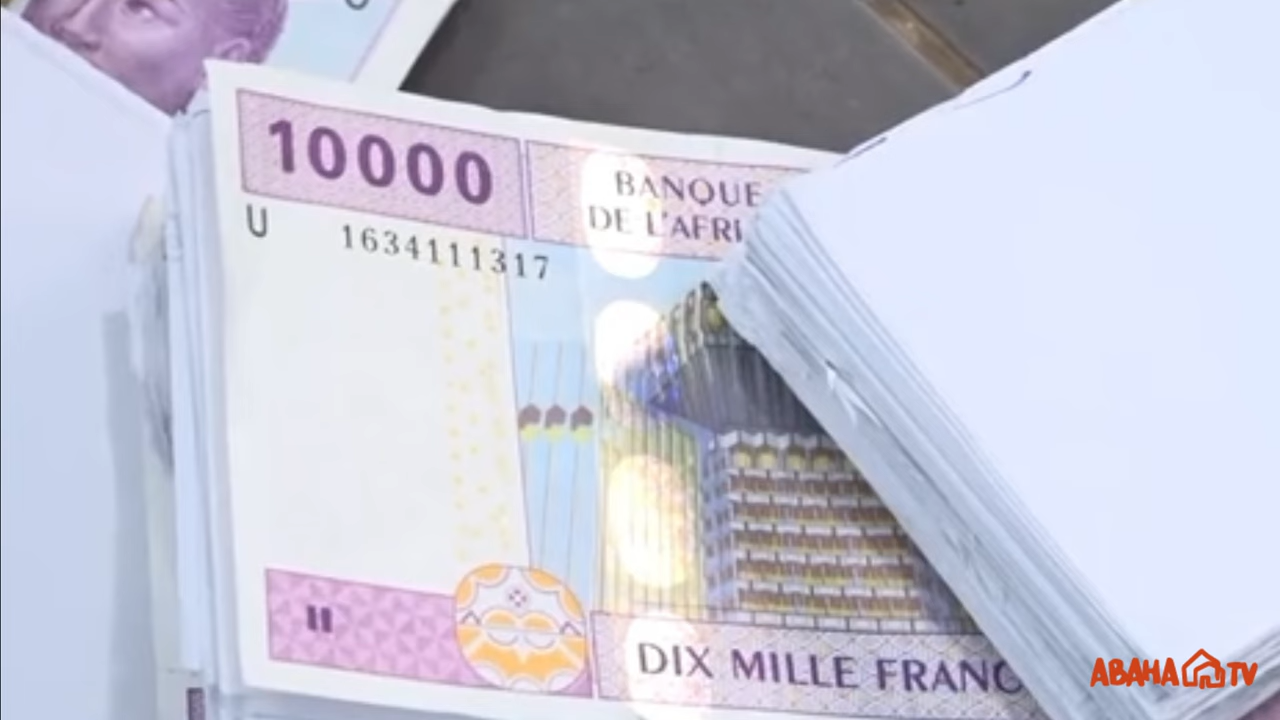 10000
BANQUE
DE L'AFRI
U
1634111317
DIX MILLE FRANC
ABAHA TV